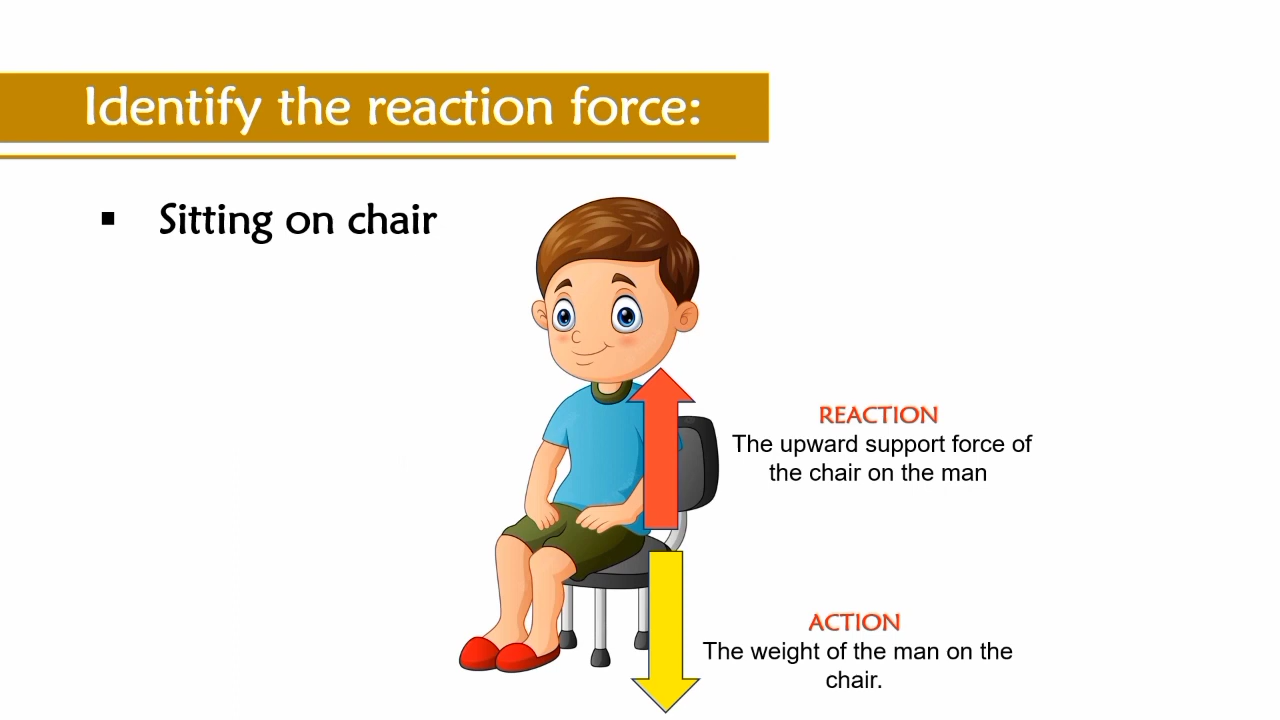 Identify the reaction force:
▪ Sitting on chair
REACTION
The upward support force of
the chair on the man
ACTION
The weight of the man on the
chair.